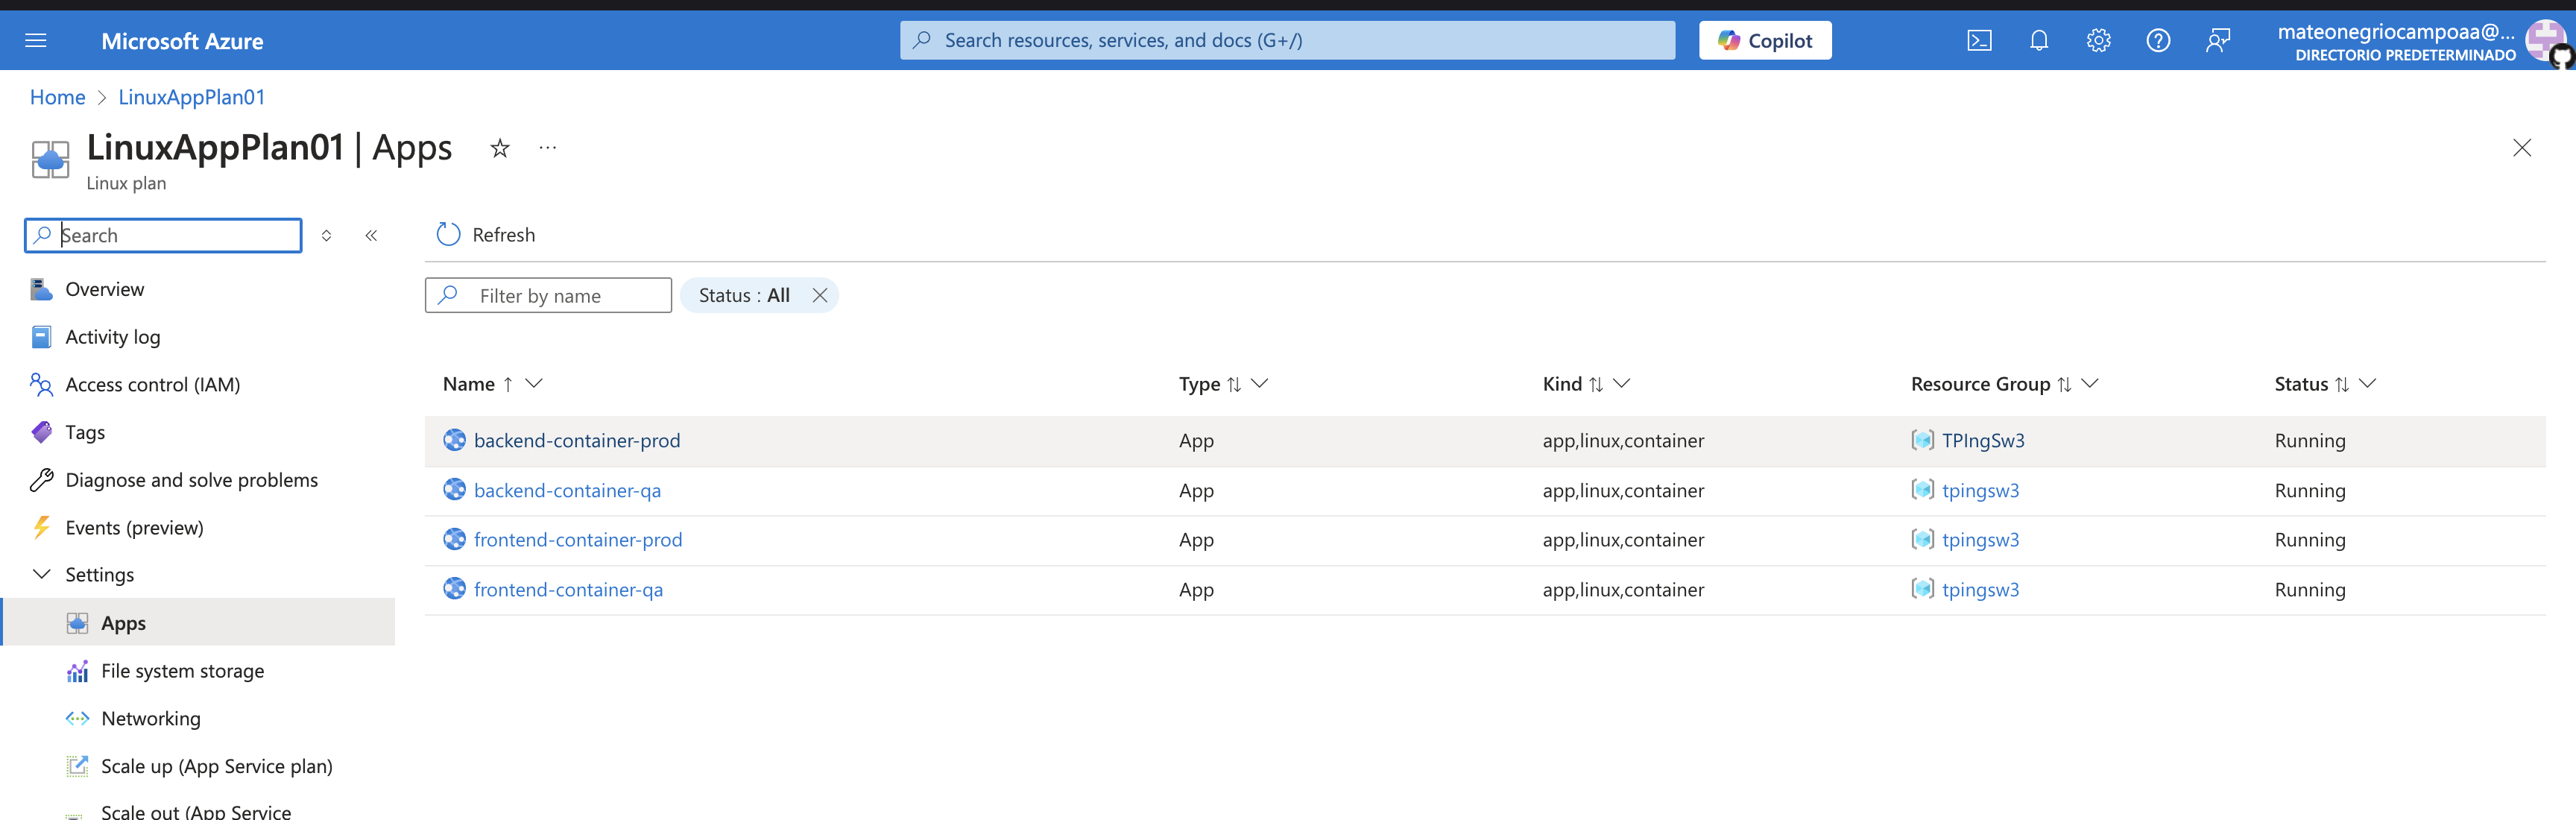 Microsoft Azure
Search resources, services, and docs (G+/)
Copilot
mateonegriocampoaa@...
DIRECTORIO PREDETERMINADO
Home > LinuxAppPlan01
LinuxAppPlan01 | Apps
Linux plan
Search
Refresh
Overview
Activity log
Access control (IAM)
Tags
Diagnose and solve problems
Events (preview)
Settings
Apps
File system storage
Networking
Scale up (App Service plan)
Scale out (App Service
Filter by name
Status : All
Name Type Kind Resource Group Status
backend-container-prod App app,linux,container TPIngSw3 Running
backend-container-qa App app,linux,container tpingsw3 Running
frontend-container-prod App app,linux,container tpingsw3 Running
frontend-container-qa App app,linux,container tpingsw3 Running